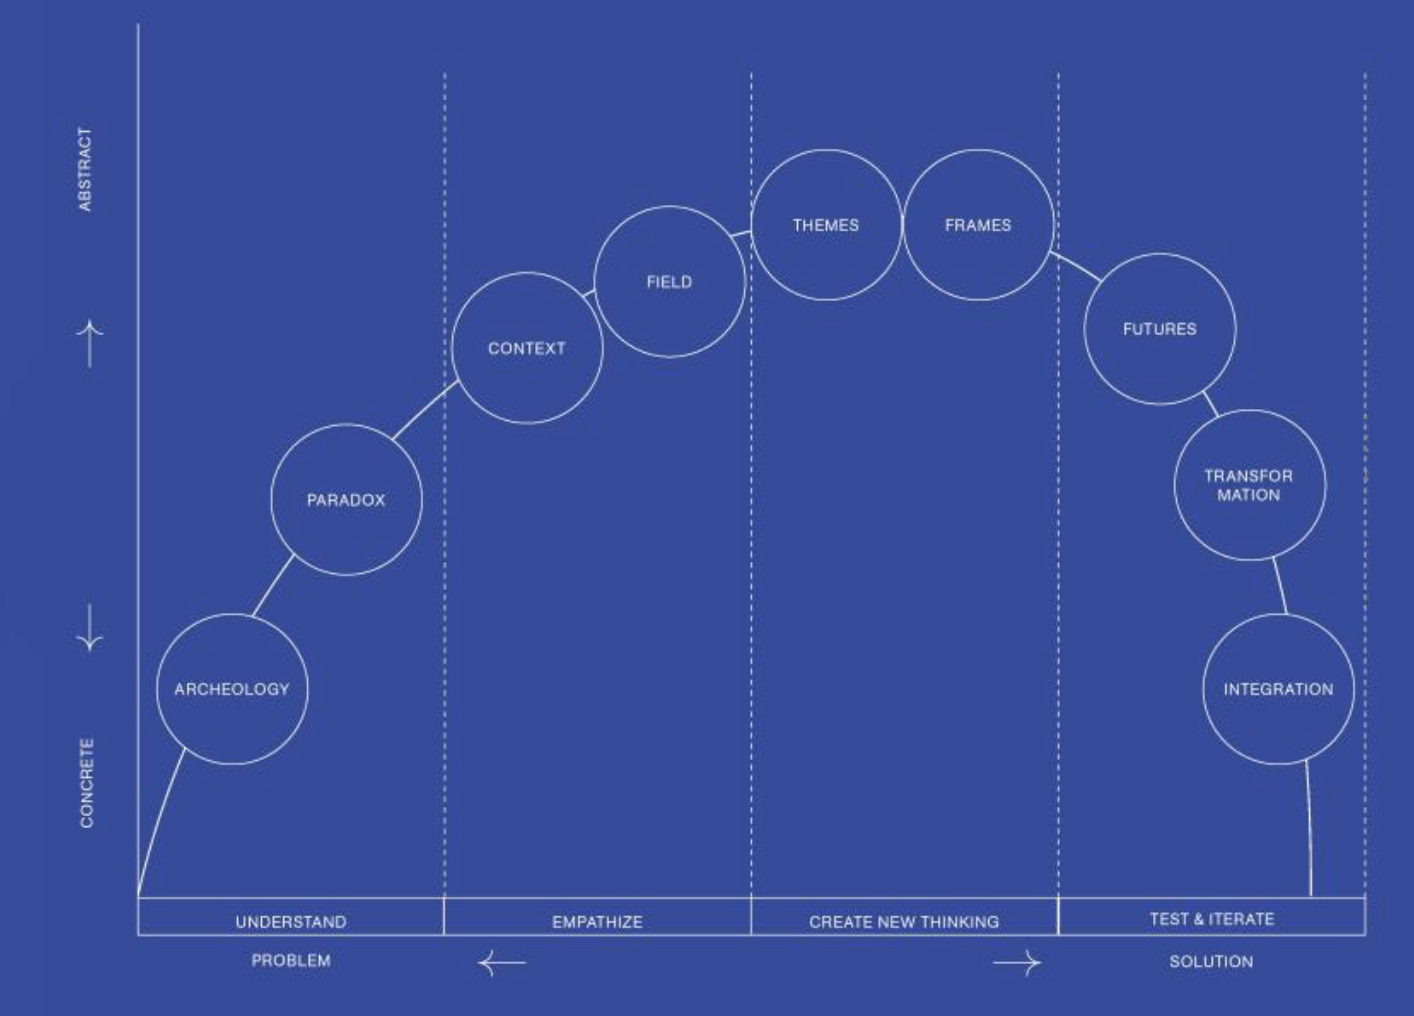 ABSTRACT
THEMES
FRAMES
FIELD
FUTURES
CONTEXT
TRANSFOR
MATION
PARADOX
ARCHEOLOGY
INTEGRATION
CONCRETE
UNDERSTAND
EMPATHIZE
CREATE NEW THINKING
TEST & ITERATE
PROBLEM
SOLUTION